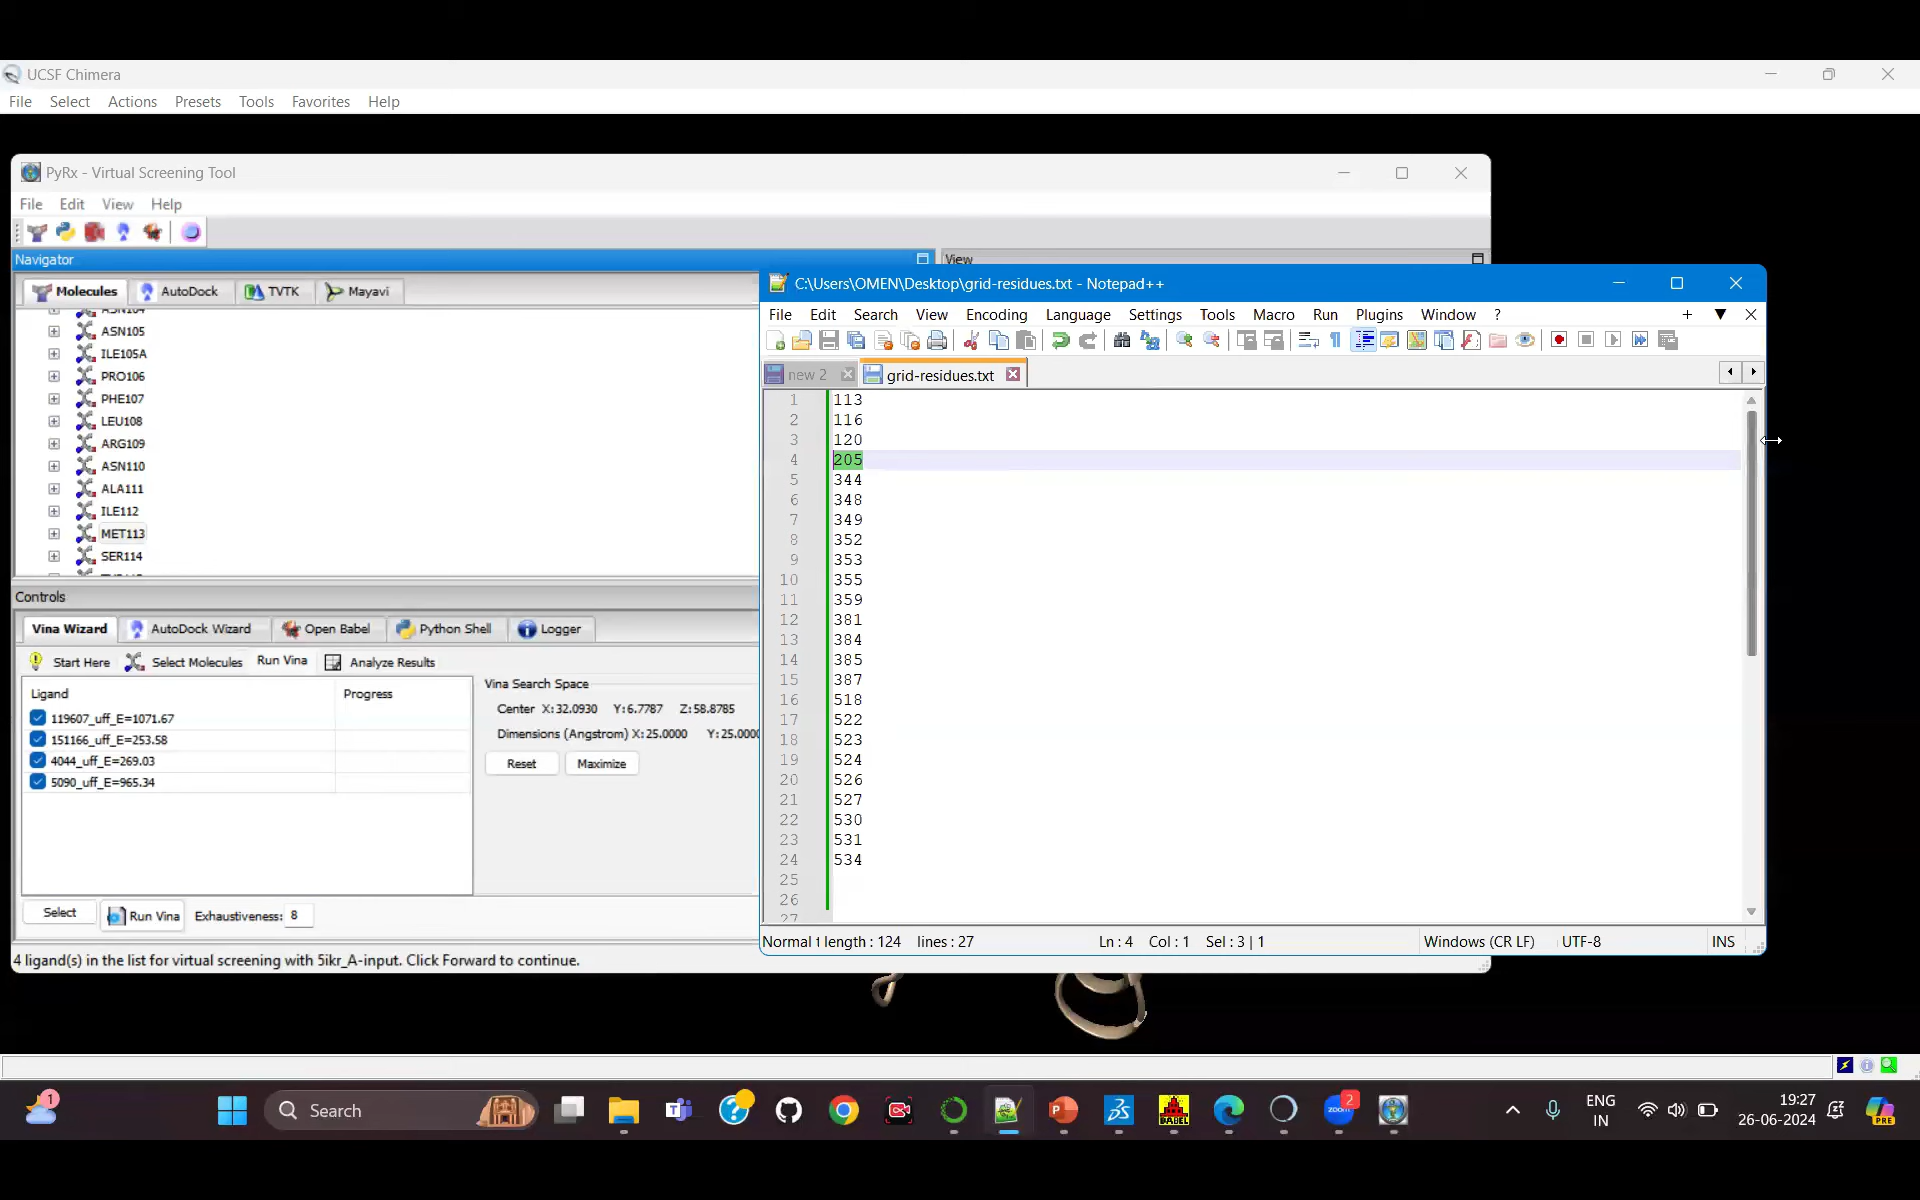 UCSF Chimera
File Select Actions Presets Tools Favorites Help
PyRx - Virtual Screening Tool
File Edit View Help
Navigator
View
Molecules AutoDock TVTK Mayavi
ASN104
ASN105
ILE105A
PRO106
PHE107
LEU108
ARG109
ASN110
ALA111
ILE112
MET113
SER114
Controls
Vina Wizard AutoDock Wizard Open Babel Python Shell Logger
Start Here Select Molecules Run Vina Analyze Results
Ligand Progress
119607_uff_E=1071.67
151166_uff_E=253.58
4044_uff_E=269.03
5090_uff_E=965.34
Vina Search Space
Center X:32.0930 Y:6.7787 Z:58.8785
Dimensions (Angstrom) X:25.0000 Y:25.0000
Reset Maximize
Select Run Vina Exhaustiveness: 8
4 ligand(s) in the list for virtual screening with 5ikr_A-input. Click Forward to continue.
C:\Users\OMEN\Desktop\grid-residues.txt - Notepad++
File Edit Search View Encoding Language Settings Tools Macro Run Plugins Window ?
new 2 grid-residues.txt
1 113
2 116
3 120
4 205
5 344
6 348
7 349
8 352
9 353
10 355
11 359
12 381
13 384
14 385
15 387
16 518
17 522
18 523
19 524
20 526
21 527
22 530
23 531
24 534
25
26
27
Normal t length : 124 lines : 27 Ln : 4 Col : 1 Sel : 3 | 1 Windows (CR LF) UTF-8 INS
1 Search BABEL zoom 2 ENG IN 19:27 26-06-2024 PRE